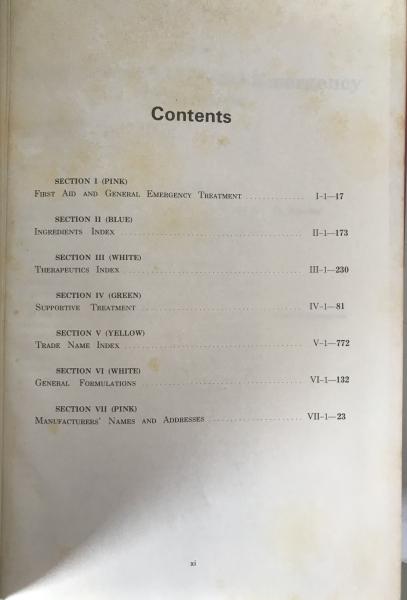 Contents
SECTION I (PINK)
First Aid and General Emergency Treatment .............. I-1—17
SECTION II (BLUE)
Ingredients Index .......................................... II-1—173
SECTION III (WHITE)
Therapeutics Index ......................................... III-1—230
SECTION IV (GREEN)
Supportive Treatment ..................................... IV-1—81
SECTION V (YELLOW)
Trade Name Index ......................................... V-1—772
SECTION VI (WHITE)
General Formulations ..................................... VI-1—132
SECTION VII (PINK)
Manufacturers' Names and Addresses ...................... VII-1—23
xi